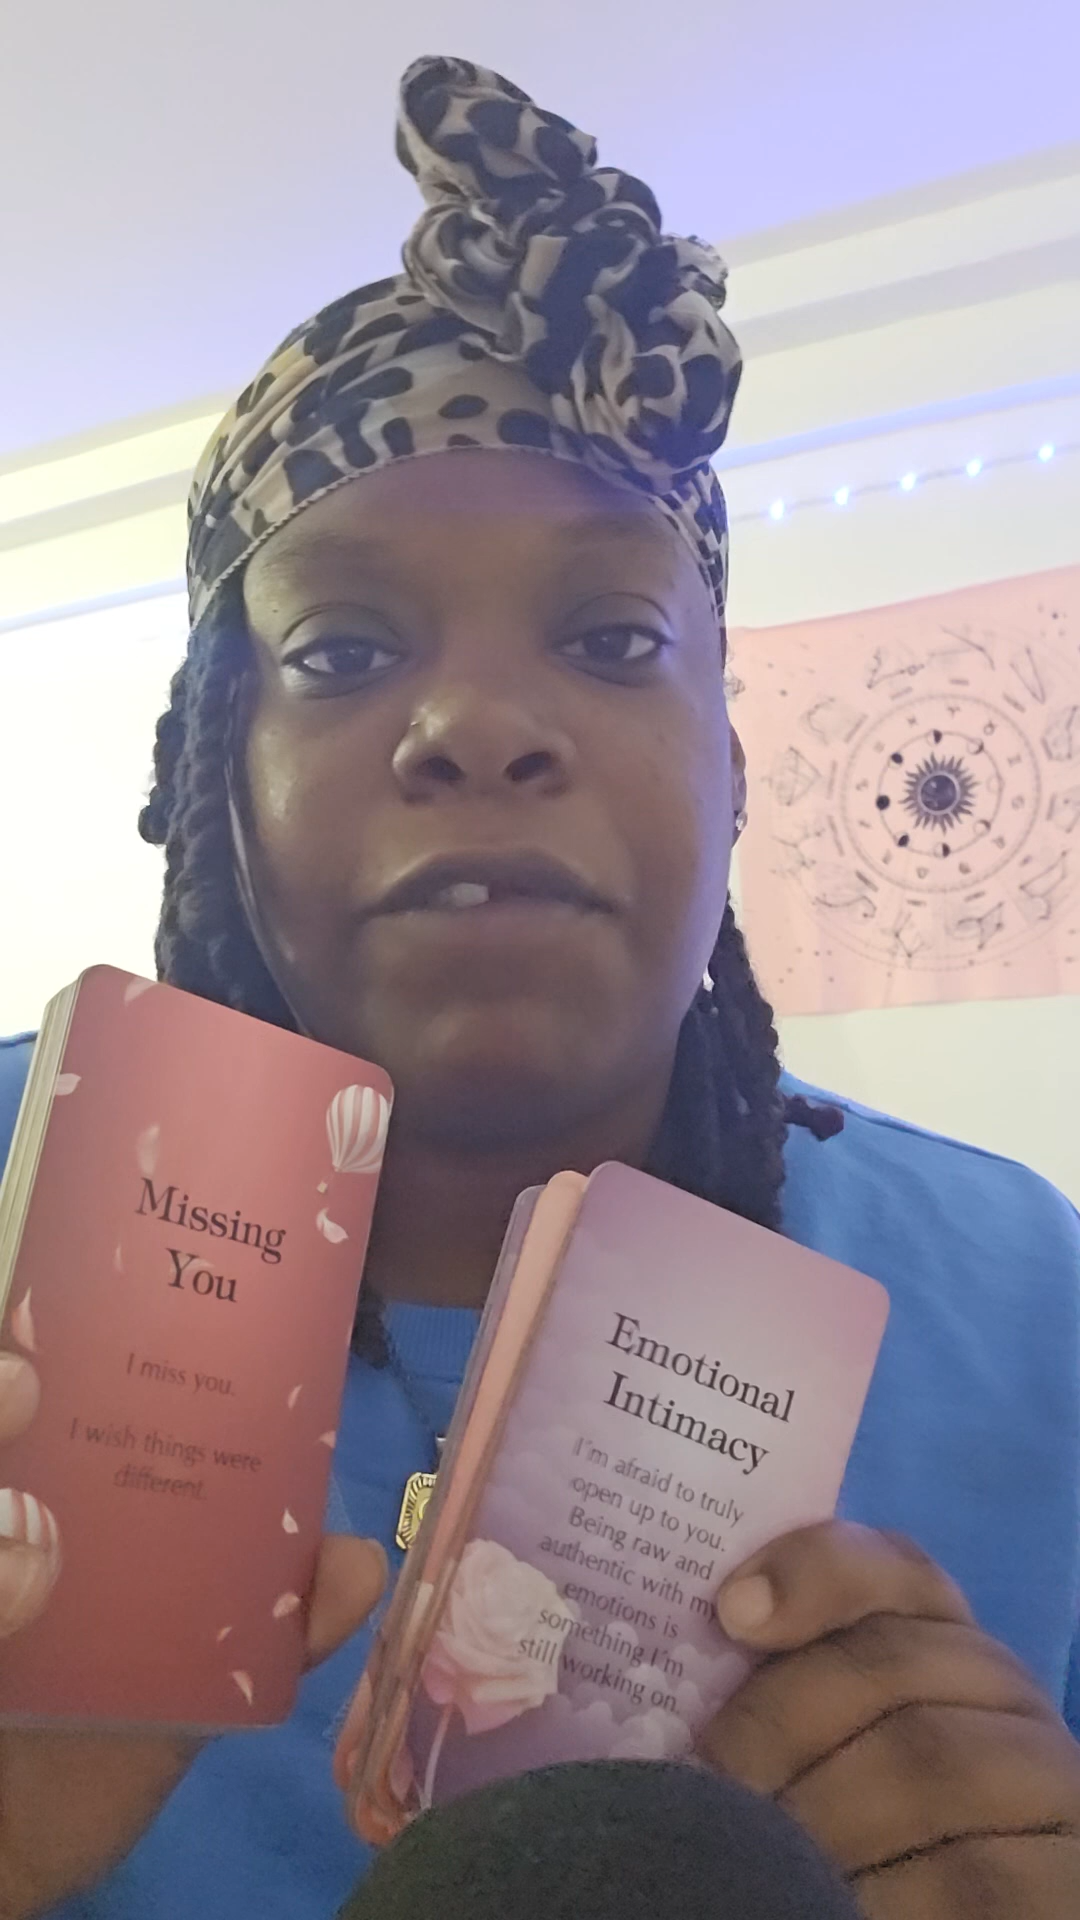 Missing
You
I miss you.
I wish things were
different.
Emotional
Intimacy
I'm afraid to truly
open up to you.
Being raw and
authentic with my
emotions is
something I'm
still working on.